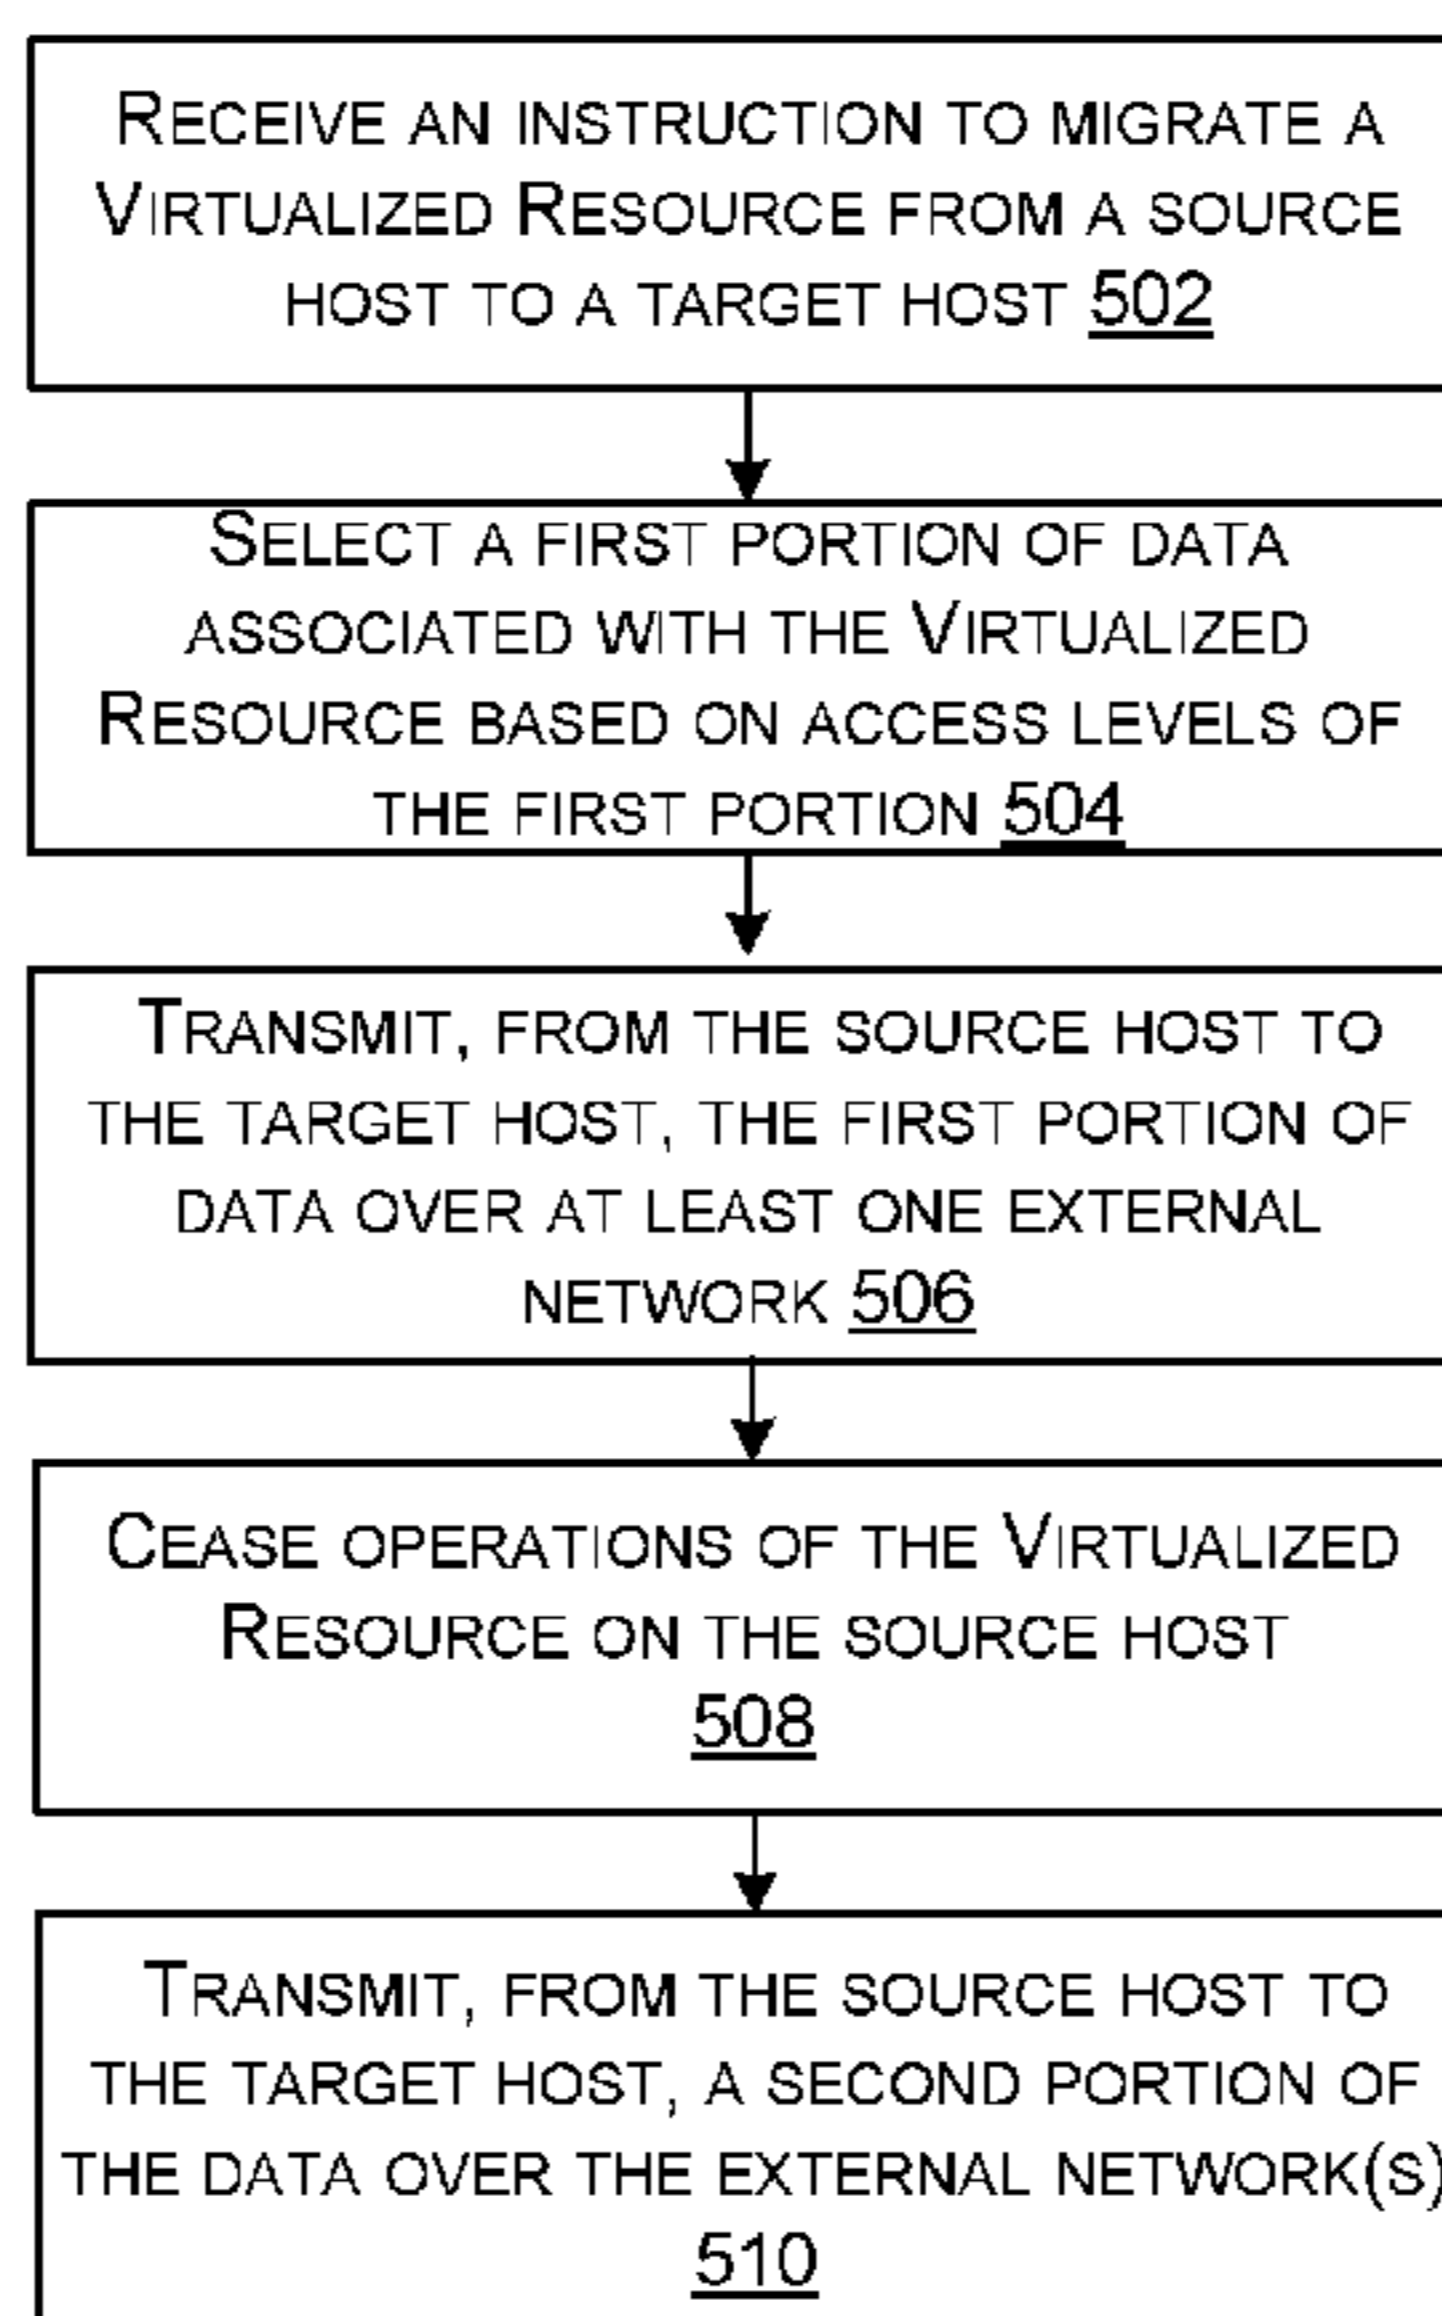 RECEIVE AN INSTRUCTION TO MIGRATE A
VIRTUALIZED RESOURCE FROM A SOURCE
HOST TO A TARGET HOST 502
SELECT A FIRST PORTION OF DATA
ASSOCIATED WITH THE VIRTUALIZED
RESOURCE BASED ON ACCESS LEVELS OF
THE FIRST PORTION 504
TRANSMIT, FROM THE SOURCE HOST TO
THE TARGET HOST, THE FIRST PORTION OF
DATA OVER AT LEAST ONE EXTERNAL
NETWORK 506
CEASE OPERATIONS OF THE VIRTUALIZED
RESOURCE ON THE SOURCE HOST
508
TRANSMIT, FROM THE SOURCE HOST TO
THE TARGET HOST, A SECOND PORTION OF
THE DATA OVER THE EXTERNAL NETWORK(S)
510